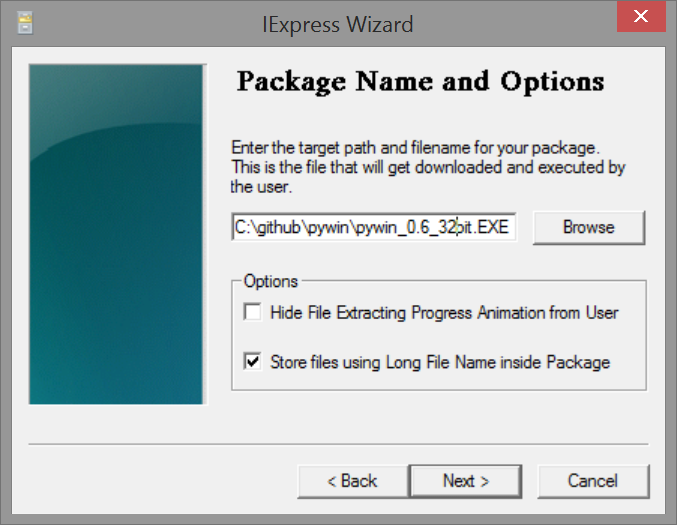 IExpress Wizard
Package Name and Options
Enter the target path and filename for your package.
This is the file that will get downloaded and executed by
the user.
C:\github\pywin\pywin_0.6_32bit.EXE
Browse
Options
Hide File Extracting Progress Animation from User
Store files using Long File Name inside Package
< Back
Next >
Cancel